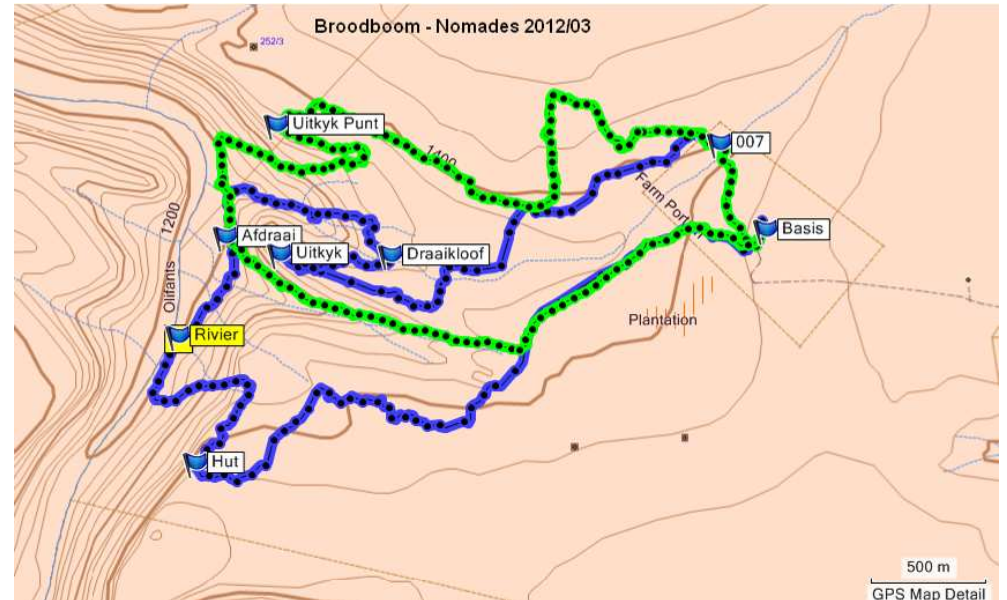 Broodboom - Nomades 2012/03
252/3
Uitkyk Punt
1400
007
Farm Port
1200
Afdraai
Uitkyk
Draaikloof
Basis
Olifants
Plantation
Rivier
Hut
500 m
GPS Map Detail